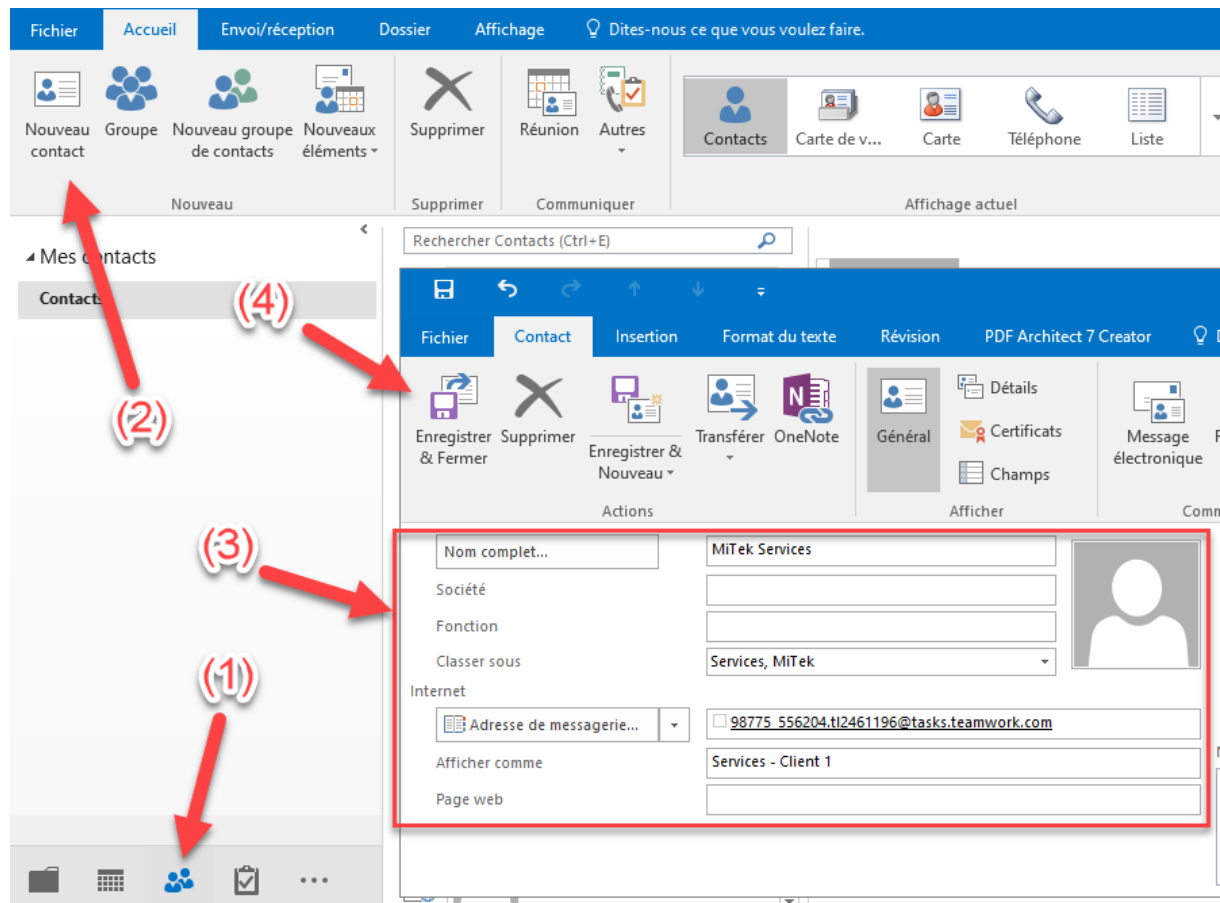 Fichier Accueil Envoi/réception Dossier Affichage Dites-nous ce que vous voulez faire.
Nouveau contact
Groupe
Nouveau groupe de contacts
Nouveaux éléments
Supprimer
Réunion
Autres
Contacts
Carte de v...
Carte
Téléphone
Liste
Nouveau Supprimer Communiquer Affichage actuel
Mes contacts
Rechercher Contacts (Ctrl+E)
Contacts
(4)
(2)
(3)
(1)
Fichier Contact Insertion Format du texte Révision PDF Architect 7 Creator
Enregistrer & Fermer
Supprimer
Enregistrer & Nouveau
Transférer
OneNote
Général
Détails
Certificats
Champs
Message électronique
Actions Afficher
Nom complet... MiTek Services
Société
Fonction
Classer sous Services, MiTek
Internet
Adresse de messagerie... 98775_556204.tl2461196@tasks.teamwork.com
Afficher comme Services - Client 1
Page web